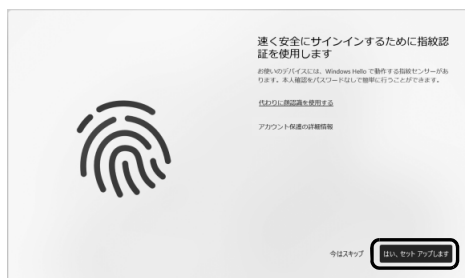 速く安全にサインインするために指紋認
証を使用します
お使いのデバイスには、Windows Hello で動作する指紋センサーがあ
ります。本人確認をパスワードなしで簡単に行うことができます。
代わりに顔認識を使用する
アカウント保護の詳細情報
今はスキップ
はい、セットアップします